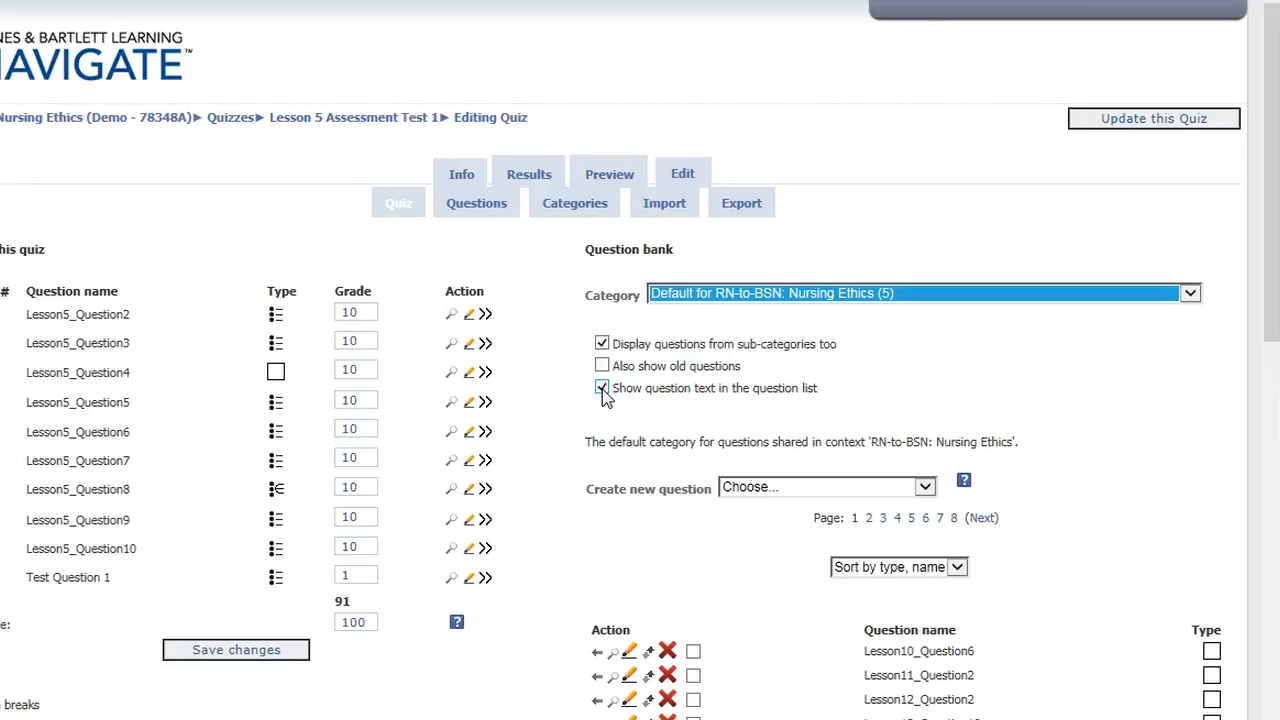 NES & BARTLETT LEARNING
NAVIGATE™
Nursing Ethics (Demo - 78348A)► Quizzes► Lesson 5 Assessment Test 1► Editing Quiz
Update this Quiz
Info Results Preview Edit
Quiz Questions Categories Import Export
his quiz
# Question name Type Grade Action
Lesson5_Question2 10
Lesson5_Question3 10
Lesson5_Question4 10
Lesson5_Question5 10
Lesson5_Question6 10
Lesson5_Question7 10
Lesson5_Question8 10
Lesson5_Question9 10
Lesson5_Question10 10
Test Question 1 1
91
e: 100 ?
Save changes
breaks
Question bank
Category Default for RN-to-BSN: Nursing Ethics (5)
Display questions from sub-categories too
Also show old questions
Show question text in the question list
The default category for questions shared in context 'RN-to-BSN: Nursing Ethics'.
Create new question Choose... ?
Page: 1 2 3 4 5 6 7 8 (Next)
Sort by type, name
Action Question name Type
Lesson10_Question6
Lesson11_Question2
Lesson12_Question2